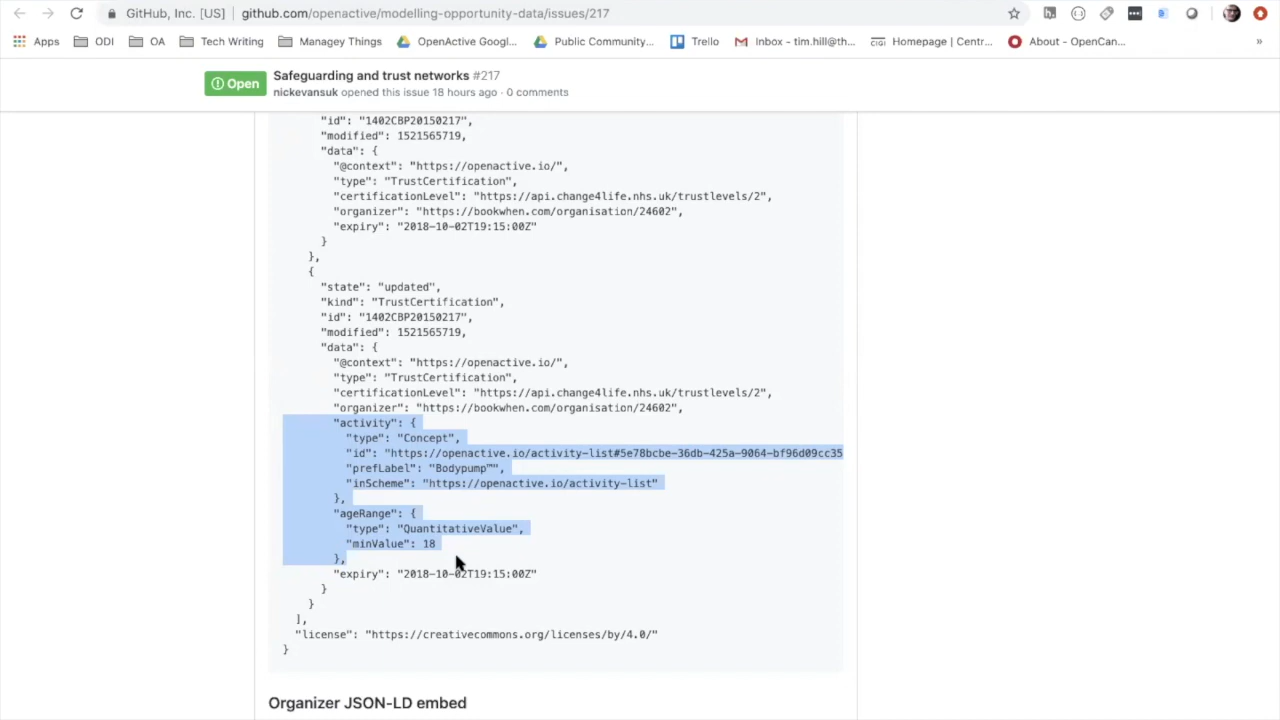 GitHub, Inc. [US] github.com/openactive/modelling-opportunity-data/issues/217
Apps ODI OA Tech Writing Managey Things OpenActive Googl... Public Community... Trello Inbox - tim.hill@th... CIGI Homepage | Centr... About - OpenCan... »
Open Safeguarding and trust networks #217
nickevansuk opened this issue 18 hours ago · 0 comments
"id": "1402CBP20150217",
"modified": 1521565719,
"data": {
"@context": "https://openactive.io/",
"type": "TrustCertification",
"certificationLevel": "https://api.change4life.nhs.uk/trustlevels/2",
"organizer": "https://bookwhen.com/organisation/24602",
"expiry": "2018-10-02T19:15:00Z"
}
},
{
"state": "updated",
"kind": "TrustCertification",
"id": "1402CBP20150217",
"modified": 1521565719,
"data": {
"@context": "https://openactive.io/",
"type": "TrustCertification",
"certificationLevel": "https://api.change4life.nhs.uk/trustlevels/2",
"organizer": "https://bookwhen.com/organisation/24602",
"activity": {
"type": "Concept",
"id": "https://openactive.io/activity-list#5e78bcbe-36db-425a-9064-bf96d09cc35
"prefLabel": "Bodypump™",
"inScheme": "https://openactive.io/activity-list"
},
"ageRange": {
"type": "QuantitativeValue",
"minValue": 18
},
"expiry": "2018-10-02T19:15:00Z"
}
}
],
"license": "https://creativecommons.org/licenses/by/4.0/"
}
Organizer JSON-LD embed